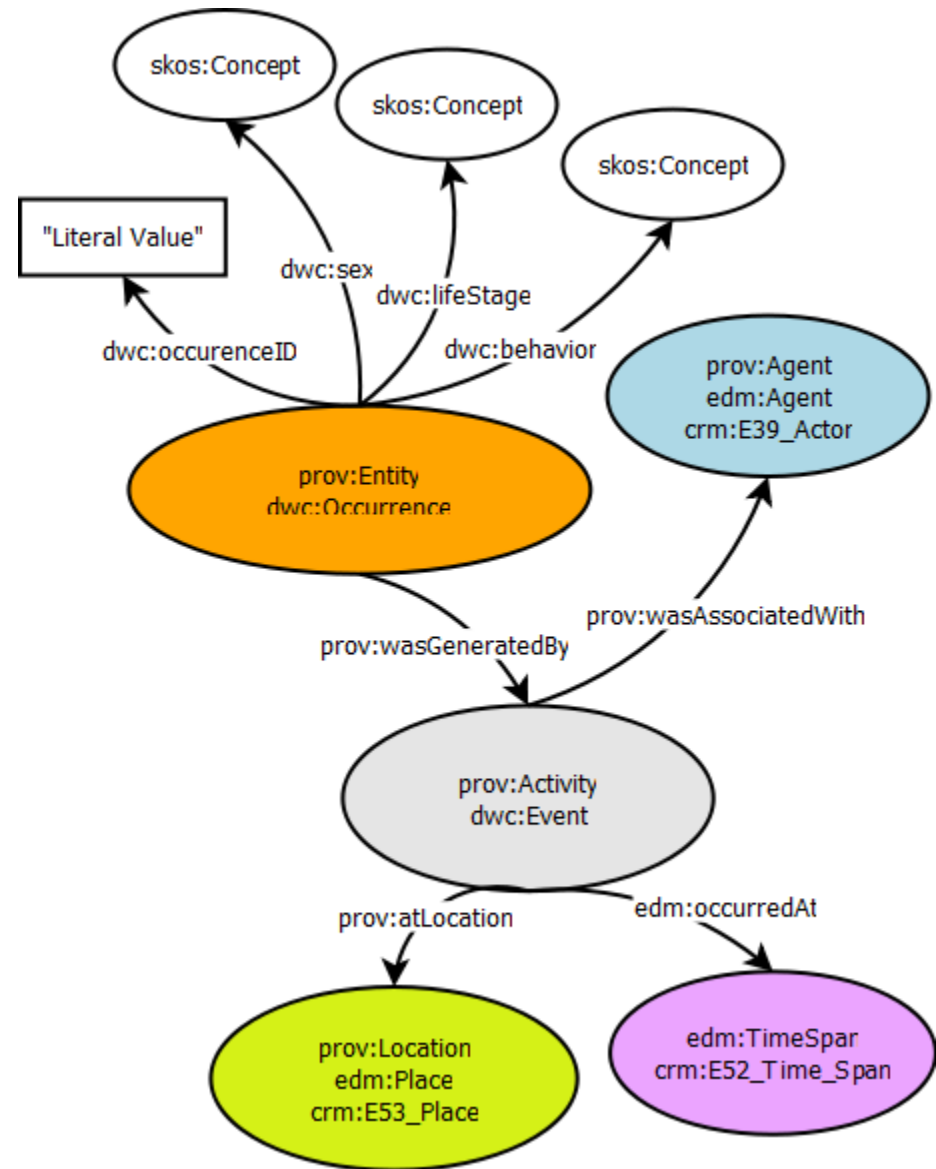 skos:Concept
skos:Concept
skos:Concept
"Literal Value"
dwc:sex
dwc:lifeStage
dwc:occurenceID
dwc:behavior
prov:Agent
edm:Agent
crm:E39_Actor
prov:Entity
dwc:Occurrence
prov:wasAssociatedWith
prov:wasGeneratedBy
prov:Activity
dwc:Event
prov:atLocation
edm:occurredAt
prov:Location
edm:Place
crm:E53_Place
edm:TimeSpan
crm:E52_Time_Span